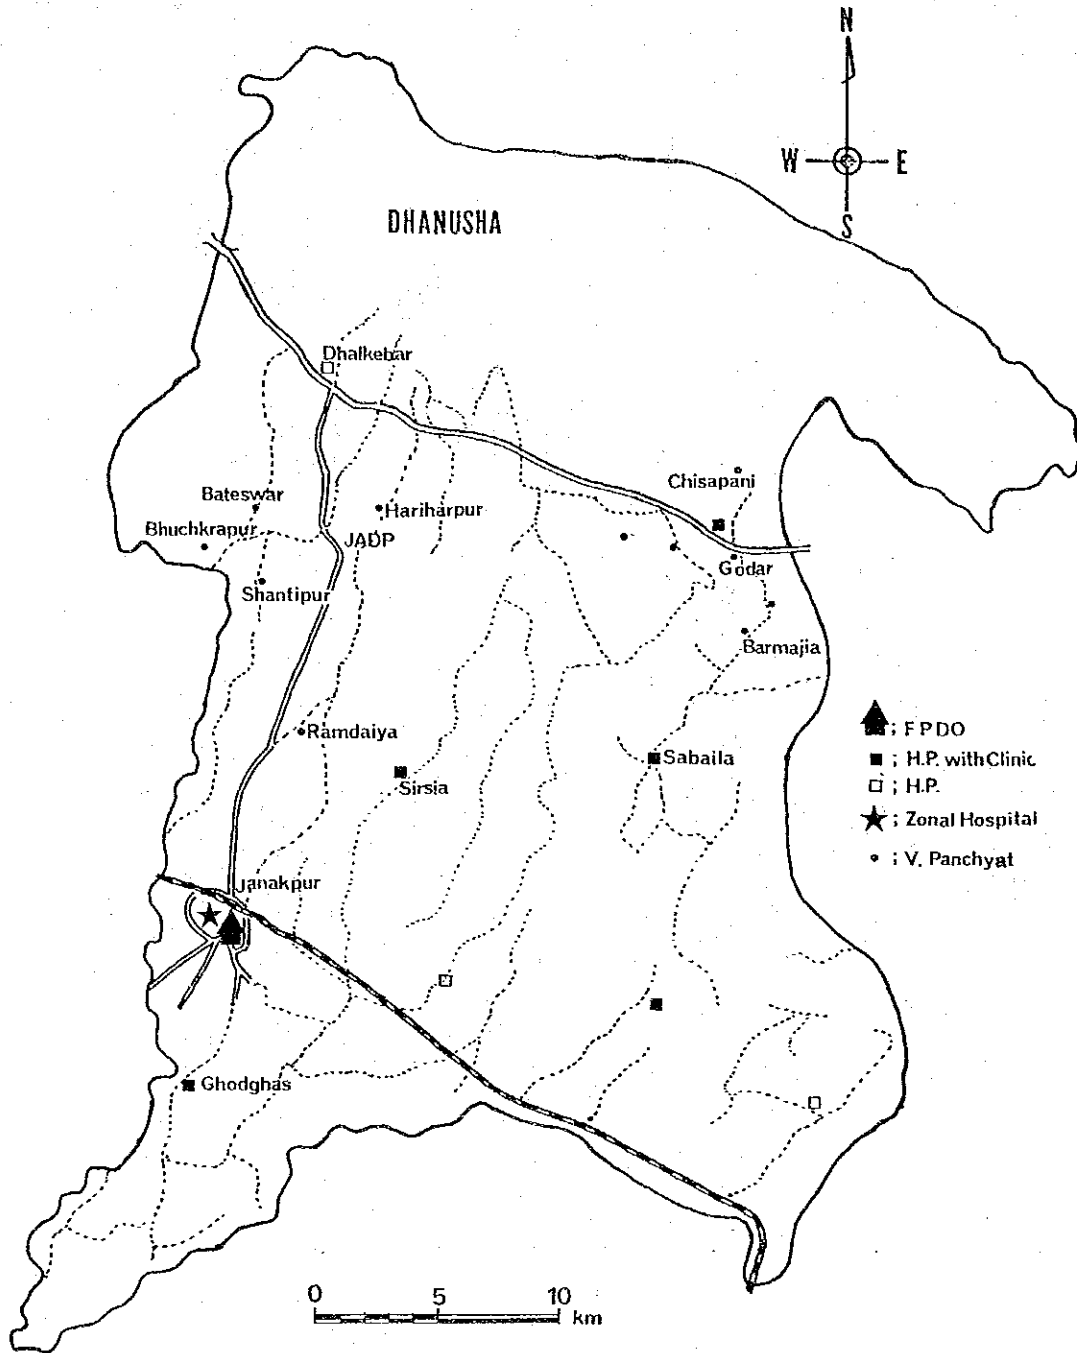 N
W E
S
DHANUSHA
Dhalkebar
Chisapani
Bateswar
Hariharpur
Bhuchkrapur
JADP
Godar
Shantipur
Barmajia
Ramdaiya
Sabaila
Sirsia
; FPDO
; H.P. with Clinic
; H.P.
; Zonal Hospital
; V. Panchyat
Janakpur
Ghodghas
0 5 10
km